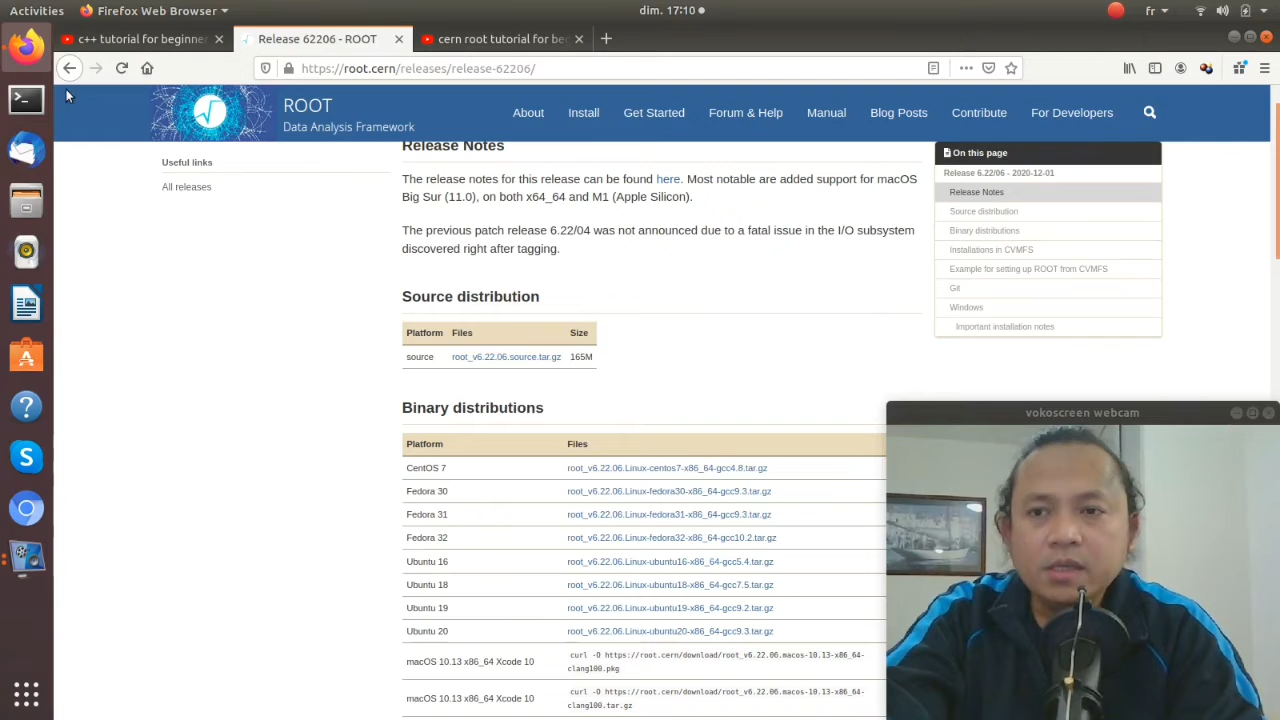 Activities
Firefox Web Browser
dim. 17:10
fr
c++ tutorial for beginner
Release 62206 - ROOT
cern root tutorial for be
https://root.cern/releases/release-62206/
ROOT
Data Analysis Framework
About
Install
Get Started
Forum & Help
Manual
Blog Posts
Contribute
For Developers
Useful links
All releases
Release Notes
The release notes for this release can be found here. Most notable are added support for macOS
Big Sur (11.0), on both x64_64 and M1 (Apple Silicon).
The previous patch release 6.22/04 was not announced due to a fatal issue in the I/O subsystem
discovered right after tagging.
Source distribution
Platform Files Size
source root_v6.22.06.source.tar.gz 165M
Binary distributions
Platform Files
CentOS 7 root_v6.22.06.Linux-centos7-x86_64-gcc4.8.tar.gz
Fedora 30 root_v6.22.06.Linux-fedora30-x86_64-gcc9.3.tar.gz
Fedora 31 root_v6.22.06.Linux-fedora31-x86_64-gcc9.3.tar.gz
Fedora 32 root_v6.22.06.Linux-fedora32-x86_64-gcc10.2.tar.gz
Ubuntu 16 root_v6.22.06.Linux-ubuntu16-x86_64-gcc5.4.tar.gz
Ubuntu 18 root_v6.22.06.Linux-ubuntu18-x86_64-gcc7.5.tar.gz
Ubuntu 19 root_v6.22.06.Linux-ubuntu19-x86_64-gcc9.2.tar.gz
Ubuntu 20 root_v6.22.06.Linux-ubuntu20-x86_64-gcc9.3.tar.gz
macOS 10.13 x86_64 Xcode 10 curl -O https://root.cern/download/root_v6.22.06.macos-10.13-x86_64-
clang100.pkg
macOS 10.13 x86_64 Xcode 10 curl -O https://root.cern/download/root_v6.22.06.macos-10.13-x86_64-
clang100.tar.gz
On this page
Release 6.22/06 - 2020-12-01
Release Notes
Source distribution
Binary distributions
Installations in CVMFS
Example for setting up ROOT from CVMFS
Git
Windows
Important installation notes
vokoscreen webcam